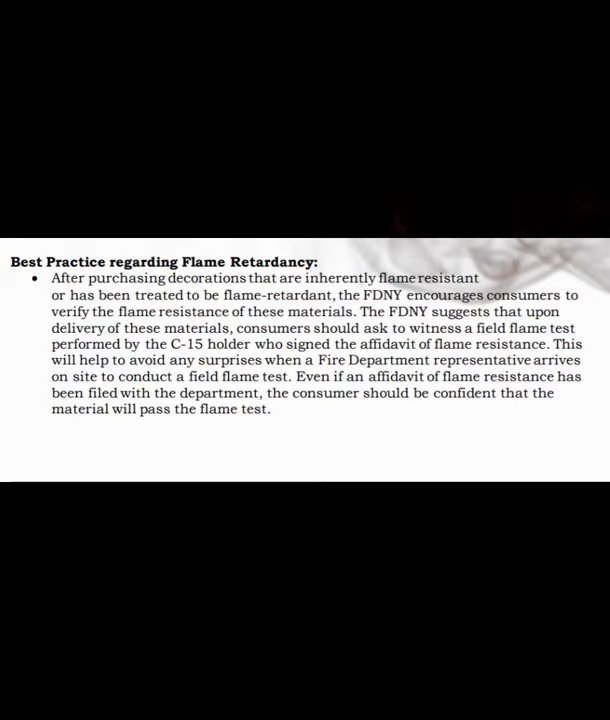 Best Practice regarding Flame Retardancy:
• After purchasing decorations that are inherently flame resistant
or has been treated to be flame-retardant, the FDNY encourages consumers to
verify the flame resistance of these materials. The FDNY suggests that upon
delivery of these materials, consumers should ask to witness a field flame test
performed by the C-15 holder who signed the affidavit of flame resistance. This
will help to avoid any surprises when a Fire Department representative arrives
on site to conduct a field flame test. Even if an affidavit of flame resistance has
been filed with the department, the consumer should be confident that the
material will pass the flame test.